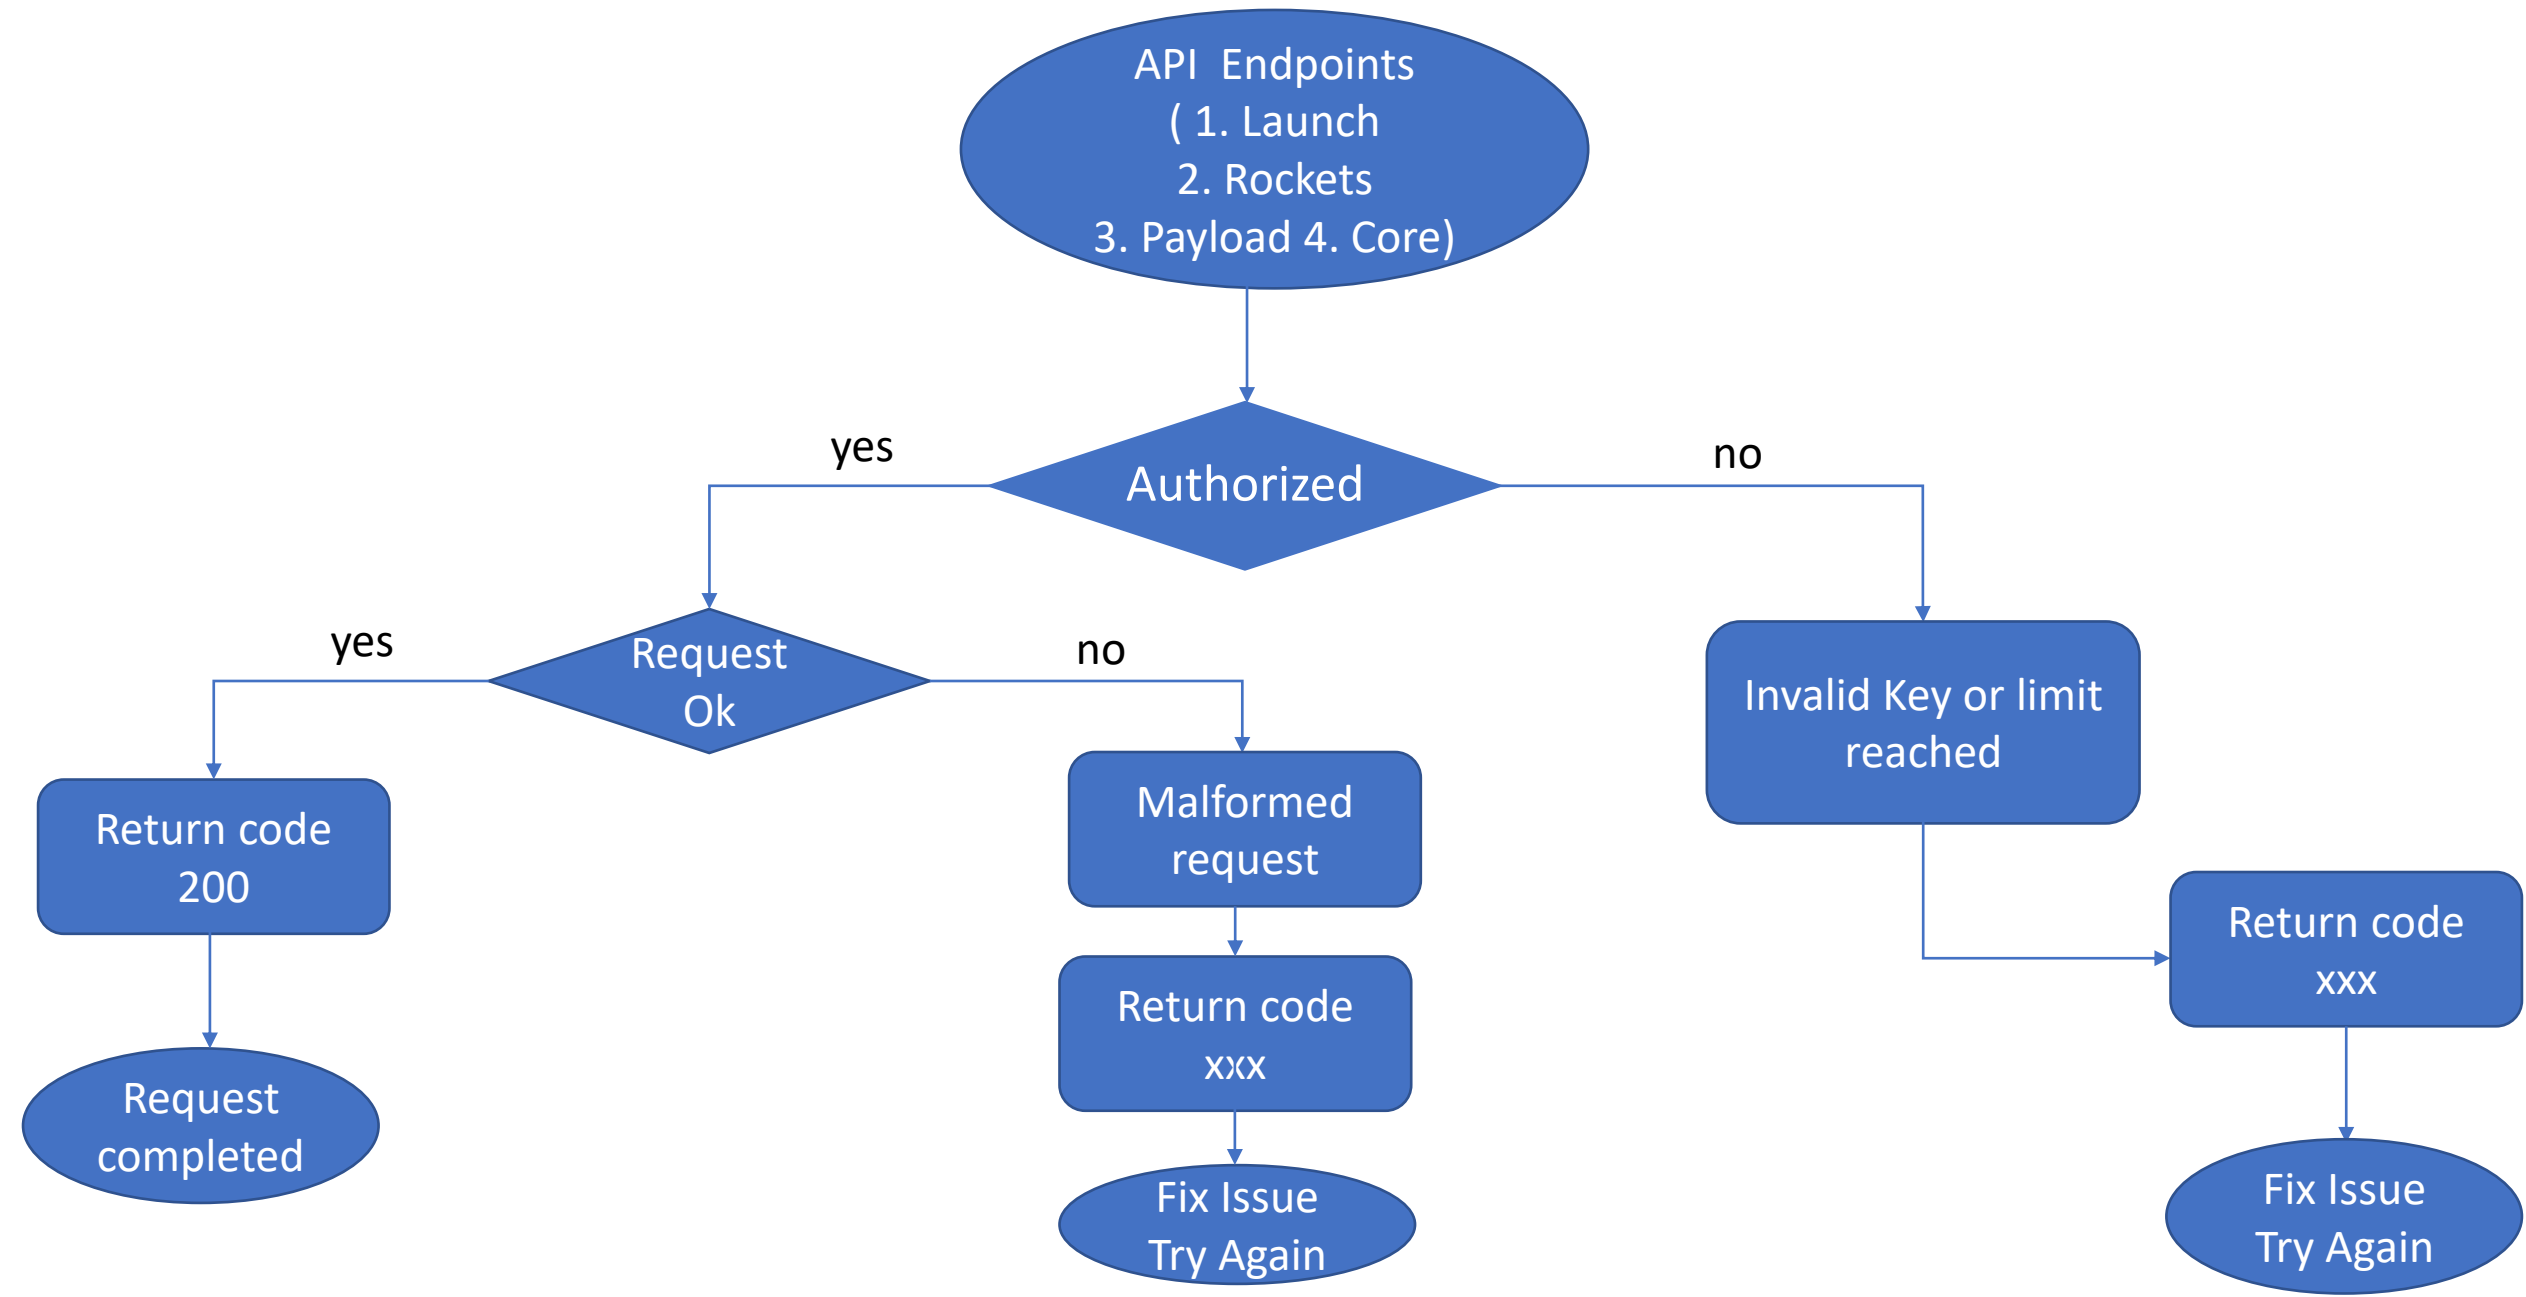 API  Endpoints
( 1. Launch
2. Rockets
3. Payload 4. Core)
yes
Authorized
no
yes
Request
Ok
no
Invalid Key or limit
reached
Return code
200
Malformed
request
Return code
xxx
Return code
xxx
Request
completed
Fix Issue
Try Again
Fix Issue
Try Again